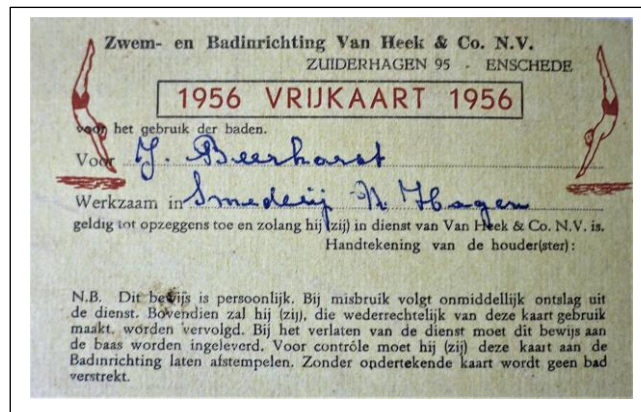 Zwem- en Badinrichting Van Heek & Co. N.V.
ZUIDERHAGEN 95 - ENSCHEDE
1956 VRIJKAART 1956
voor het gebruik der baden.
Voor J. Beerhorst
Werkzaam in Smederij N Hagen
geldig tot opzeggens toe en zolang hij (zij) in dienst van Van Heek & Co. N.V. is.
Handtekening van de houder(ster):
N.B. Dit bewijs is persoonlijk. Bij misbruik volgt onmiddellijk ontslag uit
de dienst. Bovendien zal hij (zij), die wederrechtelijk van deze kaart gebruik
maakt, worden vervolgd. Bij het verlaten van de dienst moet dit bewijs aan
de baas worden ingeleverd. Voor contrôle moet hij (zij) deze kaart aan de
Badinrichting laten afstempelen. Zonder ondertekende kaart wordt geen bad
verstrekt.